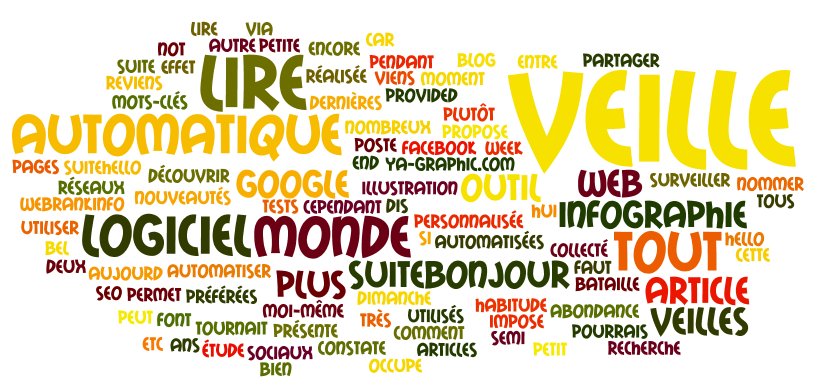 LIRE VIA
NOT AUTRE PETITE ENCORE CAR
SUITE EFFET LIRE RÉALISÉE PENDANT BLOG ENTRE PARTAGER
REVIENS VIENS MOMENT VEILLE
MOTS-CLÉS DERNIÈRES PROVIDED
AUTOMATIQUE NOMBREUX PLUTÔT PROPOSE
POSTE FACEBOOK WEEK
PAGES SUITEHELLO END YA-GRAPHIC.COM
RÉSEAUX DÉCOUVRIR GOOGLE ILLUSTRATION OUTIL WEB SURVEILLER NOMMER
WEBRANKINFO NOUVEAUTÉS TESTS CEPENDANT DIS HUI INFOGRAPHIE TOUS
UTILISER LOGICIEL MONDE PERSONNALISÉE
BEL SI AUTOMATISÉES COLLECTÉ TOUT HELLO CETTE
DEUX AUJOURD AUTOMATISER PLUS SUITEBONJOUR FAUT BATAILLE
SEO PERMET PRÉFÉRÉES DIMANCHE ARTICLE
PEUT FONT MOI-MÊME TRÈS UTILISÉS HABITUDE IMPOSE ABONDANCE VEILLES
TOURNAIT PRÉSENTE COMMENT SEMI POURRAIS
ETC ANS ÉTUDE SOCIAUX CONSTATE ARTICLES PETIT RECHERCHE
BIEN OCCUPE